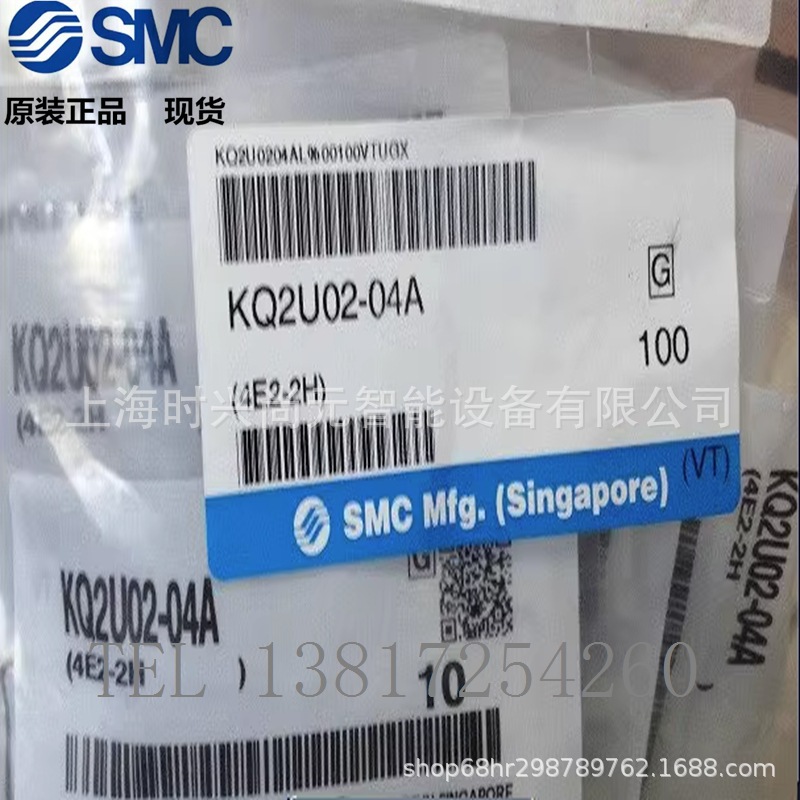 SMC
原装正品 现货
KQ2U0204AL%00100VTUGX
KQ2U02-04A
G
100
(4E2-2H)
上海时兴尚元智能设备有限公司
SMC Mfg. (Singapore)
(VT)
KQ2U02-04A
KQ2U02-04A
(4E2-2H)
G
KQ2U02-04A
(4E2-2H )
10
TEL 13817254260
shop68hr298789762.1688.com